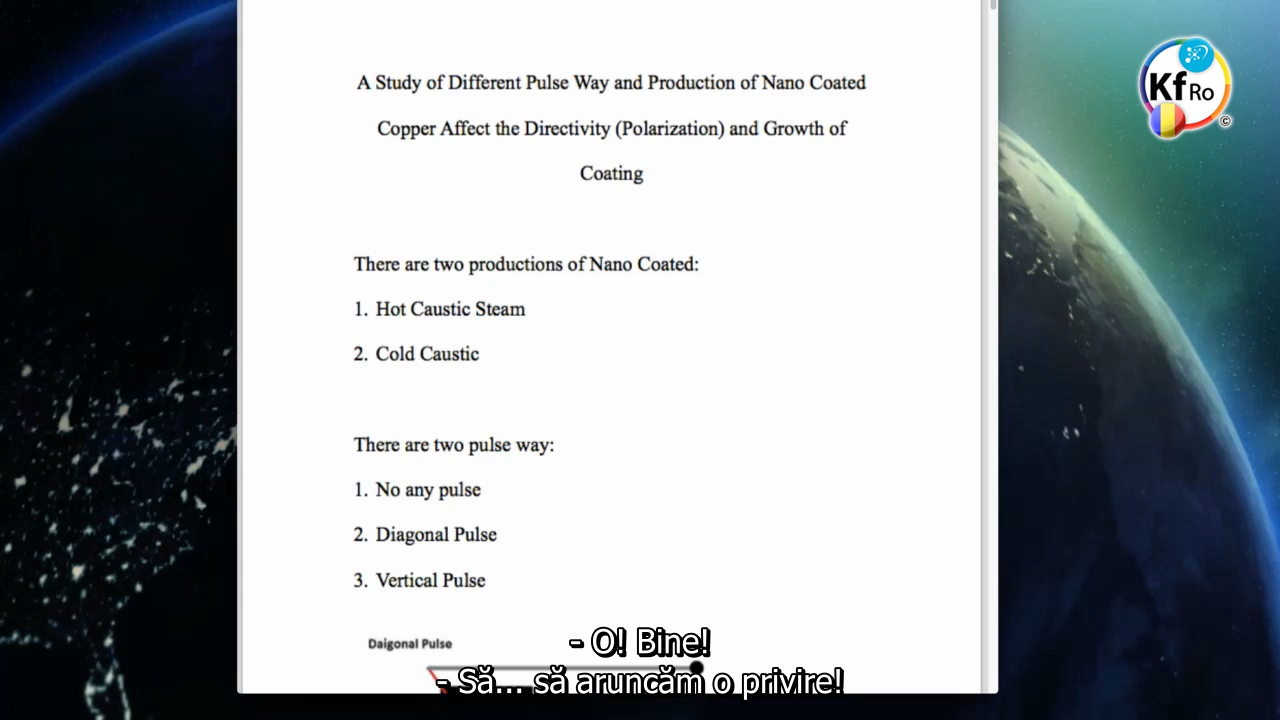 A Study of Different Pulse Way and Production of Nano Coated
Copper Affect the Directivity (Polarization) and Growth of
Coating
Kf Ro
©
There are two productions of Nano Coated:
1. Hot Caustic Steam
2. Cold Caustic
There are two pulse way:
1. No any pulse
2. Diagonal Pulse
3. Vertical Pulse
Daigonal Pulse
- O! Bine!
- Să... să aruncăm o privire!